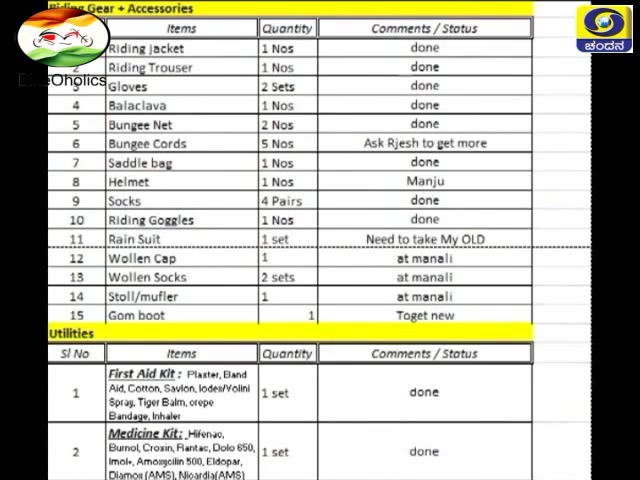 Riding Gear + Accessories
Items Quantity Comments / Status
Riding jacket 1 Nos done
2 Riding Trouser 1 Nos done
3 Gloves 2 Sets done
4 Balaclava 1 Nos done
5 Bungee Net 2 Nos done
6 Bungee Cords 5 Nos Ask Rjesh to get more
7 Saddle bag 1 Nos done
8 Helmet 1 Nos Manju
9 Socks 4 Pairs done
10 Riding Goggles 1 Nos done
11 Rain Suit 1 set Need to take My OLD
12 Wollen Cap 1 at manali
13 Wollen Socks 2 sets at manali
14 Stoll/mufler 1 at manali
15 Gom boot 1 Toget new
Utilities
Sl No Items Quantity Comments / Status
First Aid Kit : Plaster, Band
Aid, Cotton, Savlon, Iodex/Volini
1 1 set done
Spray, Tiger Balm, crepe
Bandage, Inhaler
Medicine Kit: Hifenac,
Burnol, Crosin, Rantac, Dolo 650,
2 1 set done
Imol+, Amoxycilin 500, Eldopar,
Diamox (AMS), Nicardia(AMS)
BikeOholics
ಚಂದನ